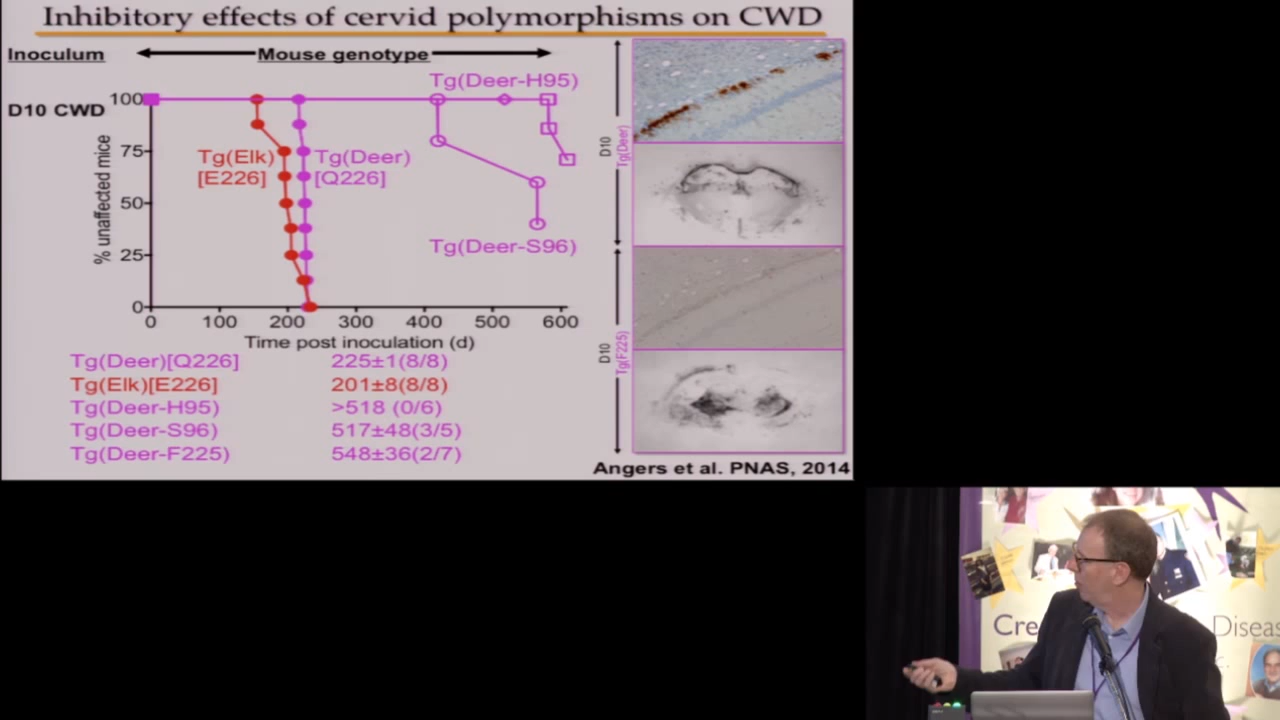 Inhibitory effects of cervid polymorphisms on CWD
Inoculum
Mouse genotype
D10 CWD
Tg(Deer-H95)
Tg(Elk)
[E226]
Tg(Deer)
[Q226]
Tg(Deer-S96)
% unaffected mice
100
75
50
25
0
0 100 200 300 400 500 600
Time post inoculation (d)
Tg(Deer)[Q226] 225±1(8/8)
Tg(Elk)[E226] 201±8(8/8)
Tg(Deer-H95) >518 (0/6)
Tg(Deer-S96) 517±48(3/5)
Tg(Deer-F225) 548±36(2/7)
D10
Tg(Deer)
D10
Tg(F225)
Angers et al. PNAS, 2014
Cre
Diseas